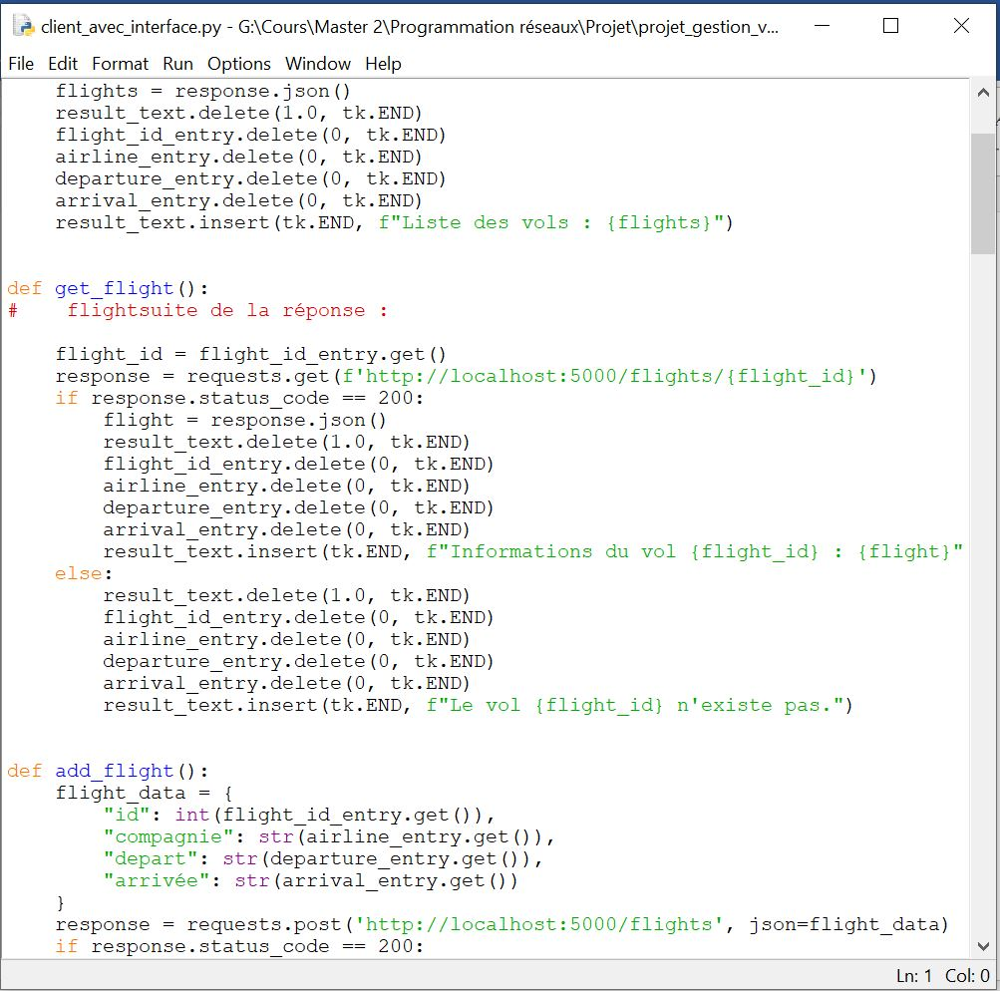 client_avec_interface.py - G:\Cours\Master 2\Programmation réseaux\Projet\projet_gestion_v...
File Edit Format Run Options Window Help
    flights = response.json()
    result_text.delete(1.0, tk.END)
    flight_id_entry.delete(0, tk.END)
    airline_entry.delete(0, tk.END)
    departure_entry.delete(0, tk.END)
    arrival_entry.delete(0, tk.END)
    result_text.insert(tk.END, f"Liste des vols : {flights}")
def get_flight():
#    flightsuite de la réponse :
    flight_id = flight_id_entry.get()
    response = requests.get(f'http://localhost:5000/flights/{flight_id}')
    if response.status_code == 200:
        flight = response.json()
        result_text.delete(1.0, tk.END)
        flight_id_entry.delete(0, tk.END)
        airline_entry.delete(0, tk.END)
        departure_entry.delete(0, tk.END)
        arrival_entry.delete(0, tk.END)
        result_text.insert(tk.END, f"Informations du vol {flight_id} : {flight}"
    else:
        result_text.delete(1.0, tk.END)
        flight_id_entry.delete(0, tk.END)
        airline_entry.delete(0, tk.END)
        departure_entry.delete(0, tk.END)
        arrival_entry.delete(0, tk.END)
        result_text.insert(tk.END, f"Le vol {flight_id} n'existe pas.")
def add_flight():
    flight_data = {
        "id": int(flight_id_entry.get()),
        "compagnie": str(airline_entry.get()),
        "depart": str(departure_entry.get()),
        "arrivée": str(arrival_entry.get())
    }
    response = requests.post('http://localhost:5000/flights', json=flight_data)
    if response.status_code == 200:
Ln: 1 Col: 0